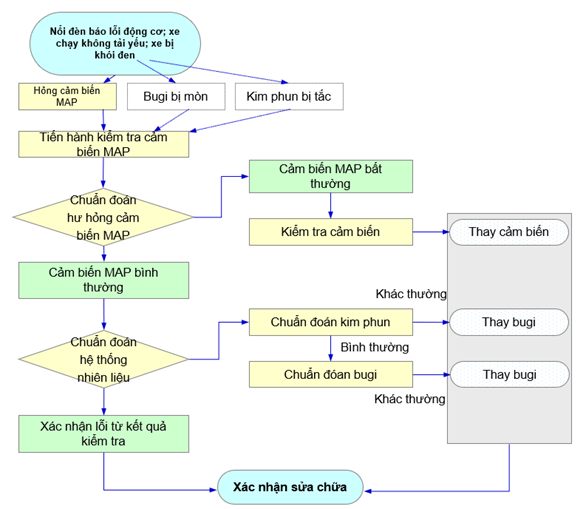 Nổi đèn báo lỗi động cơ; xe
chạy không tải yếu; xe bị
khói đen
Hỏng cảm biến
MAP
Bugi bị mòn
Kim phun bị tắc
Tiến hành kiểm tra cảm
biến MAP
Chuẩn đoán
hư hỏng cảm
biến MAP
Cảm biến MAP bất
thường
Kiểm tra cảm biến
Thay cảm biến
Cảm biến MAP bình
thường
Khác thường
Chuẩn đoán
hệ thống
nhiên liệu
Chuẩn đoán kim phun
Thay bugi
Bình thường
Chuẩn đóan bugi
Thay bugi
Khác thường
Xác nhận lỗi từ kết quả
kiểm tra
Xác nhận sửa chữa